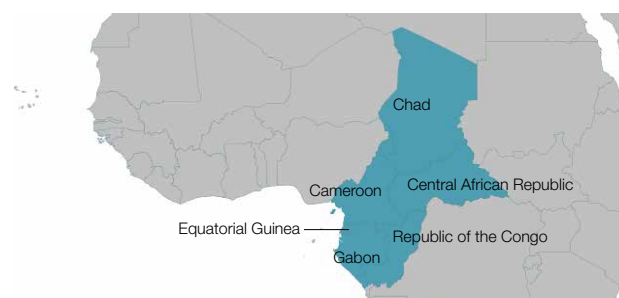 Chad
Cameroon
Central African Republic
Equatorial Guinea
Republic of the Congo
Gabon